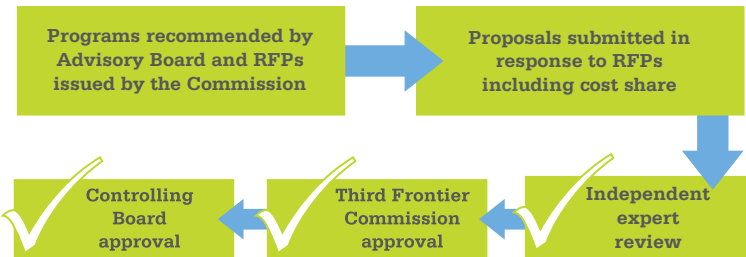 Programs recommended by
Advisory Board and RFPs
issued by the Commission
Proposals submitted in
response to RFPs
including cost share
Independent
expert
review
Third Frontier
Commission
approval
Controlling
Board
approval